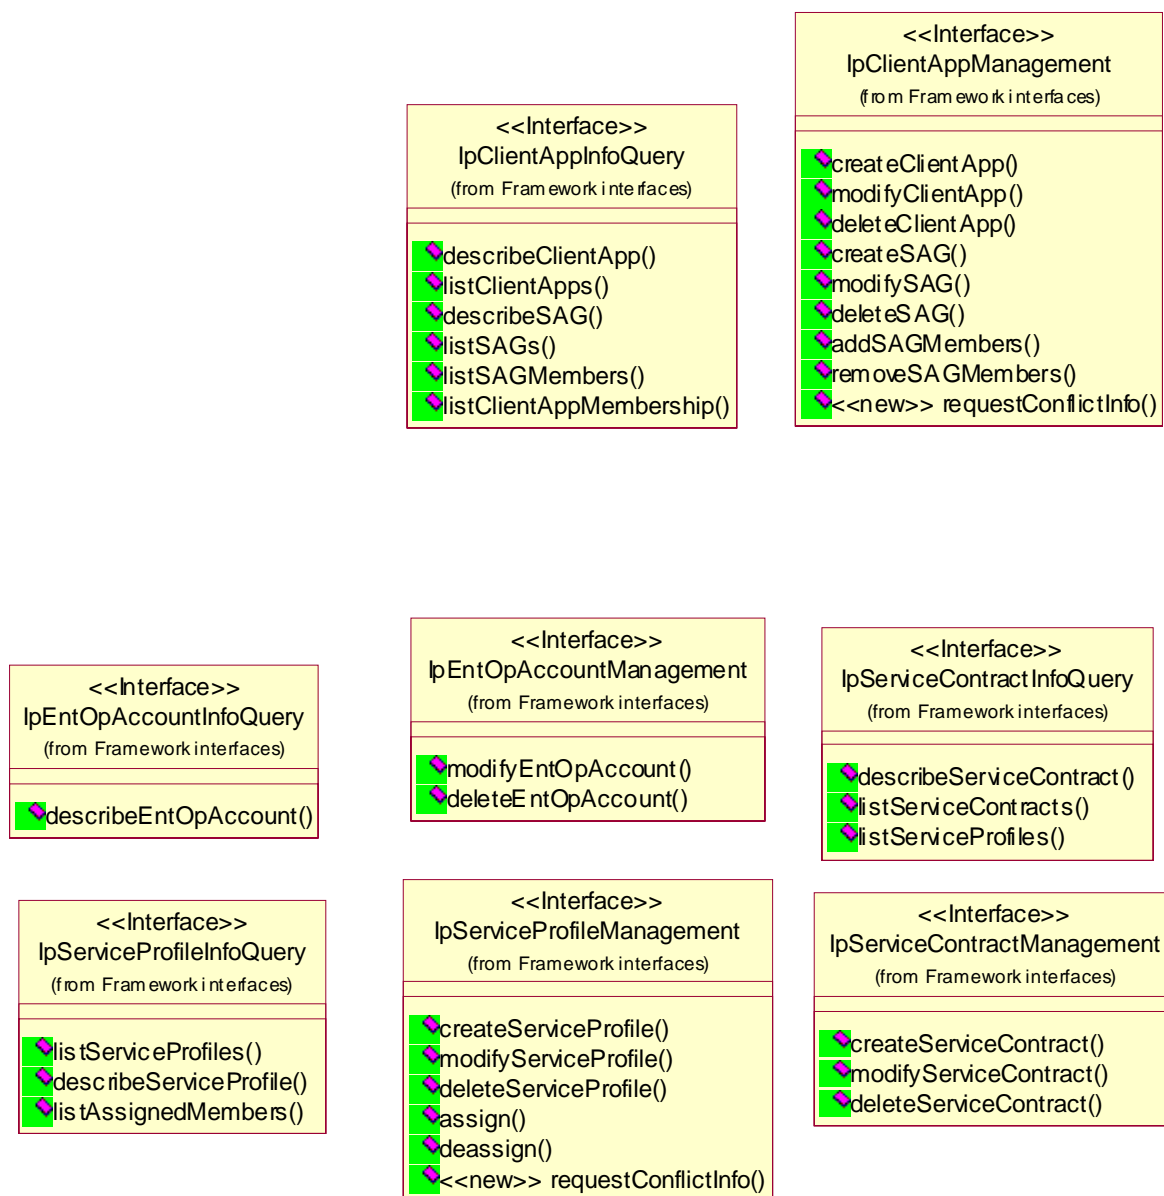 <<Interface>>
IpClientAppManagement
(from Framework interfaces)
createClientApp()
modifyClientApp()
deleteClientApp()
createSAG()
modifySAG()
deleteSAG()
addSAGMembers()
removeSAGMembers()
<<new>> requestConflictInfo()
<<Interface>>
IpClientAppInfoQuery
(from Framework interfaces)
describeClientApp()
listClientApps()
describeSAG()
listSAGs()
listSAGMembers()
listClientAppMembership()
<<Interface>>
IpEntOpAccountInfoQuery
(from Framework interfaces)
describeEntOpAccount()
<<Interface>>
IpEntOpAccountManagement
(from Framework interfaces)
modifyEntOpAccount()
deleteEntOpAccount()
<<Interface>>
IpServiceContractInfoQuery
(from Framework interfaces)
describeServiceContract()
listServiceContracts()
listServiceProfiles()
<<Interface>>
IpServiceProfileInfoQuery
(from Framework interfaces)
listServiceProfiles()
describeServiceProfile()
listAssignedMembers()
<<Interface>>
IpServiceProfileManagement
(from Framework interfaces)
createServiceProfile()
modifyServiceProfile()
deleteServiceProfile()
assign()
deassign()
<<new>> requestConflictInfo()
<<Interface>>
IpServiceContractManagement
(from Framework interfaces)
createServiceContract()
modifyServiceContract()
deleteServiceContract()